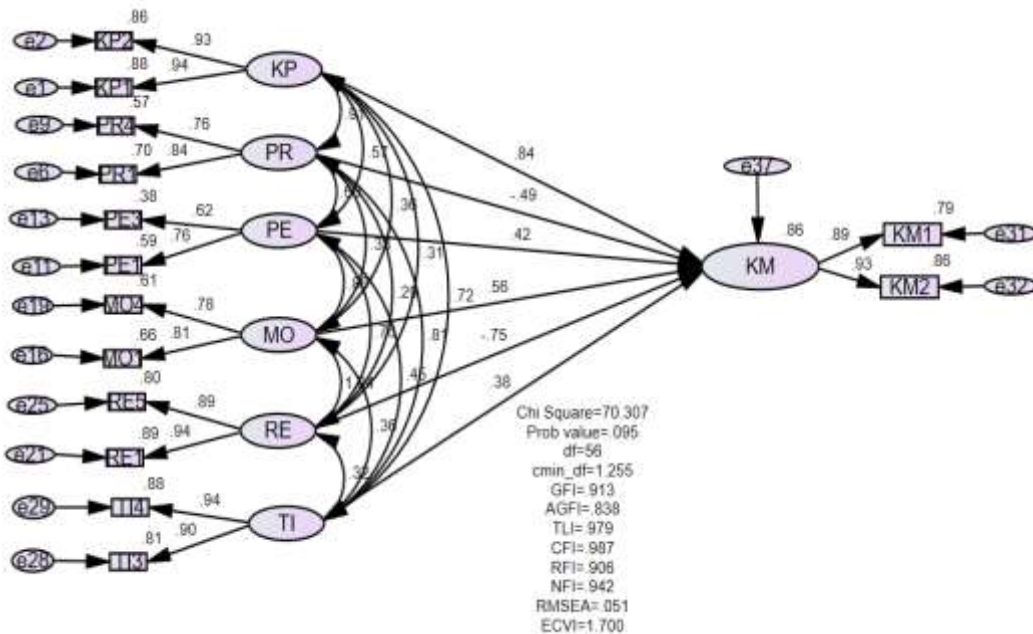 .86
e2 KP2 .93
.88
e1 KP1 .94 KP
.57
e9 PR4 .76
.70
e6 PR1 .84 PR
.38
e13 PE3 .62
.59
e11 PE1 .76 PE
.61
e19 MO4 .78
.66
e16 MO1 .81 MO
.80
e25 RE5 .89
.89
e21 RE1 .94 RE
.88
e29 TI4 .94
.81
e28 TI3 .90 TI
.57
.36
.31
.72
.81
.45
.36
.84
-.49
.42
.56
-.75
.38
e37
.86
KM
.79
.89 KM1 e31
.86
.93 KM2 e32
Chi Square=70.307
Prob value=.095
df=56
cmin_df=1.255
GFI=.913
AGFI=.838
TLI=.979
CFI=.987
RFI=.906
NFI=.942
RMSEA=.051
ECVI=1.700